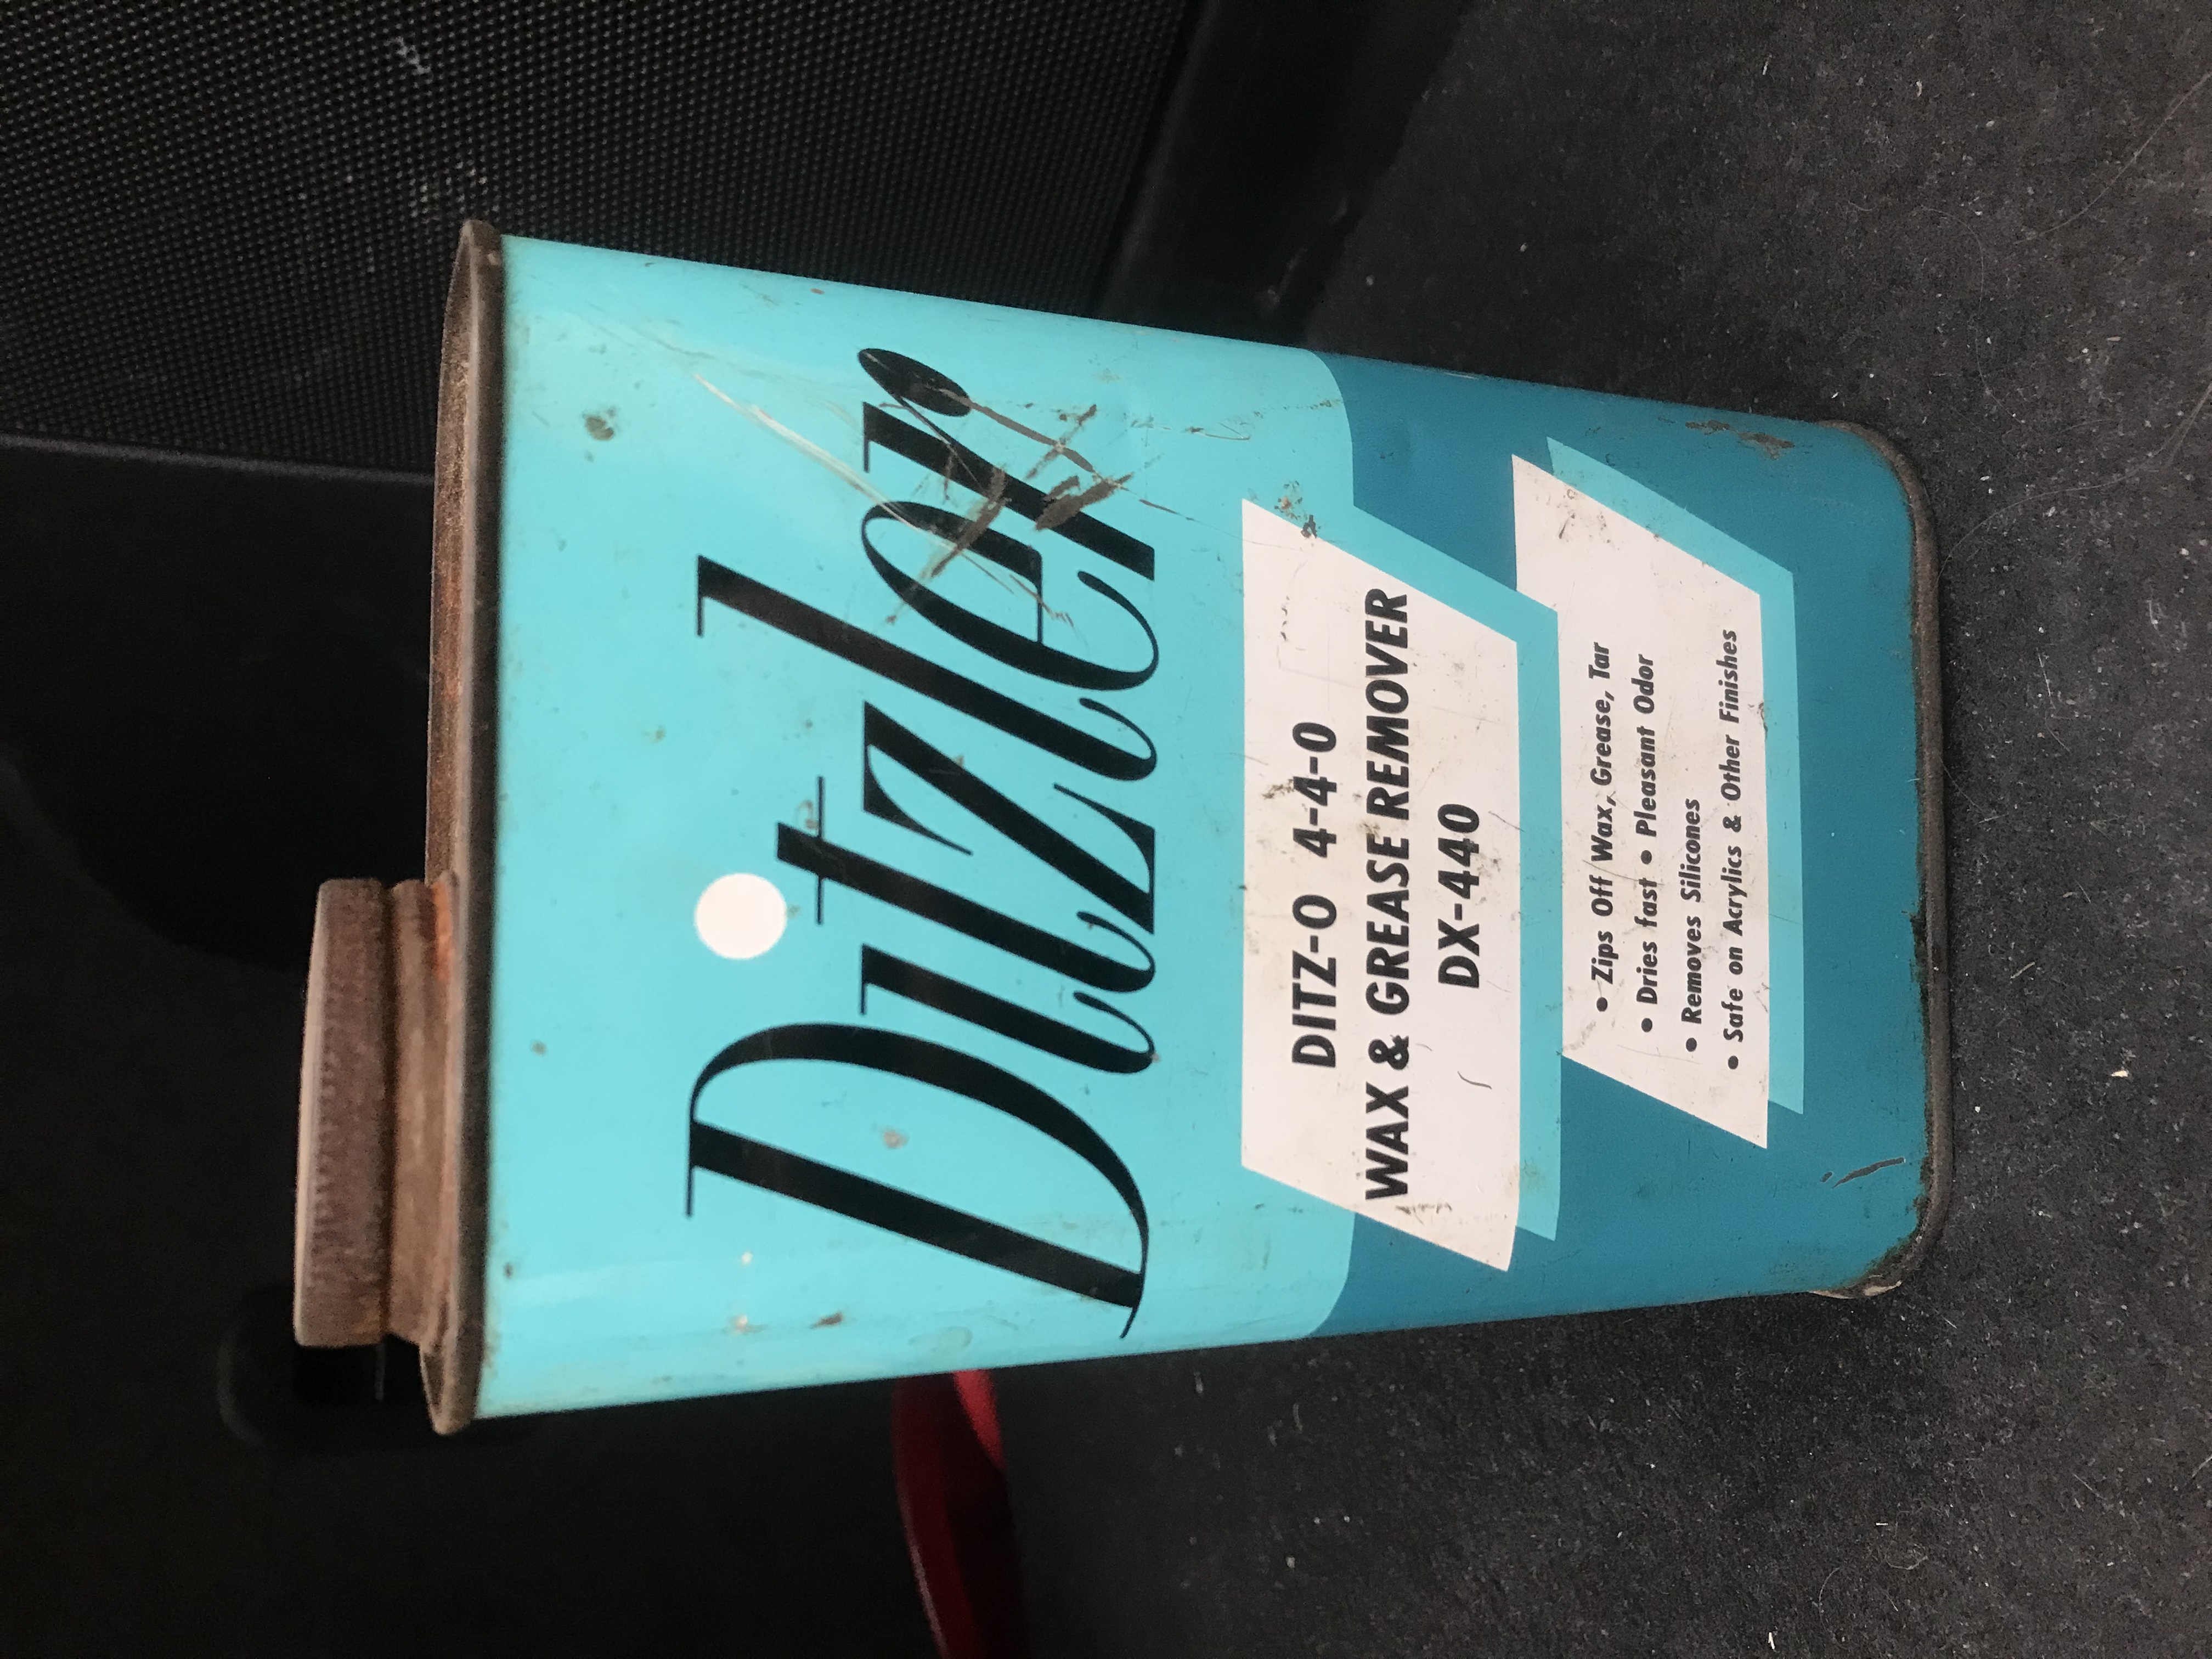 Ditzler
DITZ-O 4-4-0
WAX & GREASE REMOVER
DX-440
• Zips Off Wax, Grease, Tar
• Dries fast • Pleasant Odor
• Removes Silicones
• Safe on Acrylics & Other Finishes